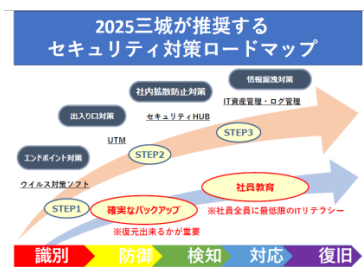 2025三城が推奨する
セキュリティ対策ロードマップ
情報漏洩対策
社内拡散防止対策
IT資産管理・ログ管理
出入り口対策
セキュリティHUB
STEP3
UTM
STEP2
エンドポイント対策
ウイルス対策ソフト
社員教育
STEP1
確実なバックアップ
※社員全員に最低限のITリテラシー
※復元出来るかが重要
識別
防御
検知
対応
復旧